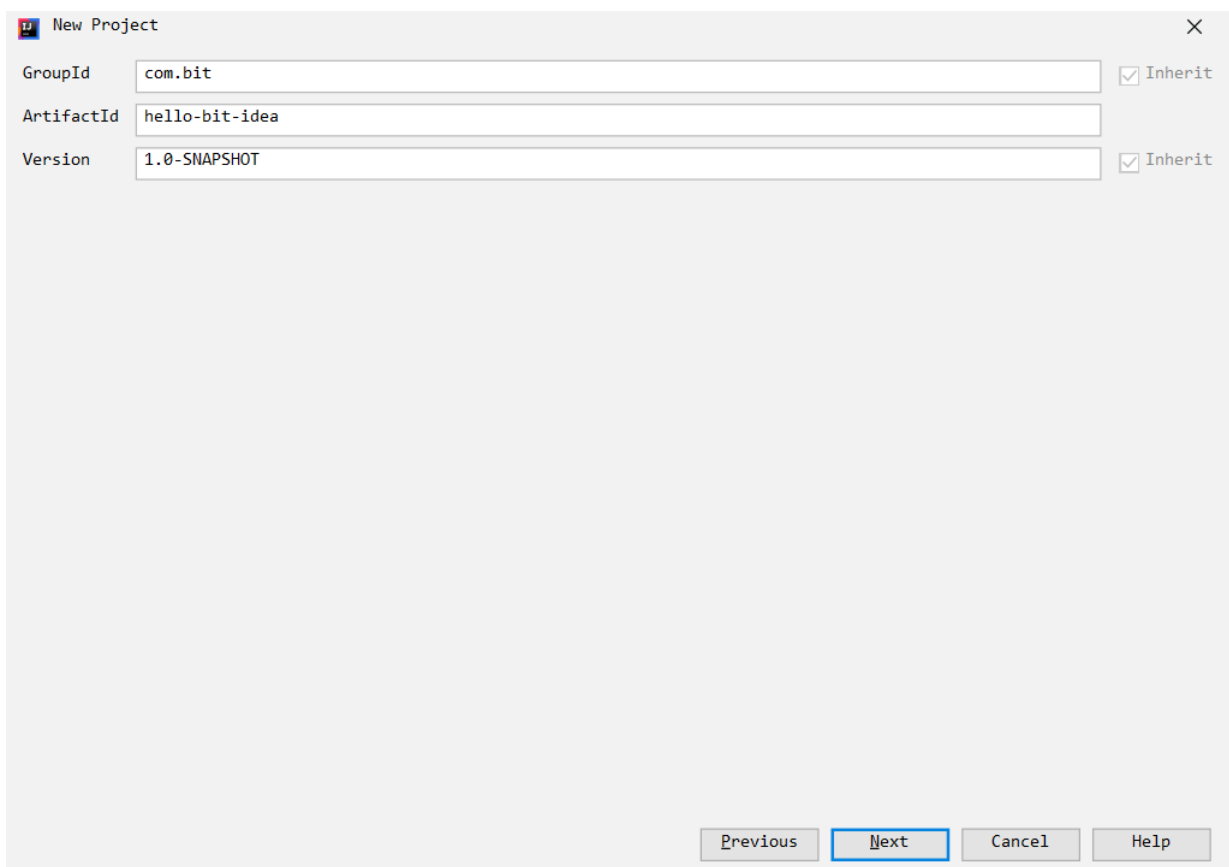 New Project
GroupId com.bit Inherit
ArtifactId hello-bit-idea
Version 1.0-SNAPSHOT Inherit
Previous Next Cancel Help